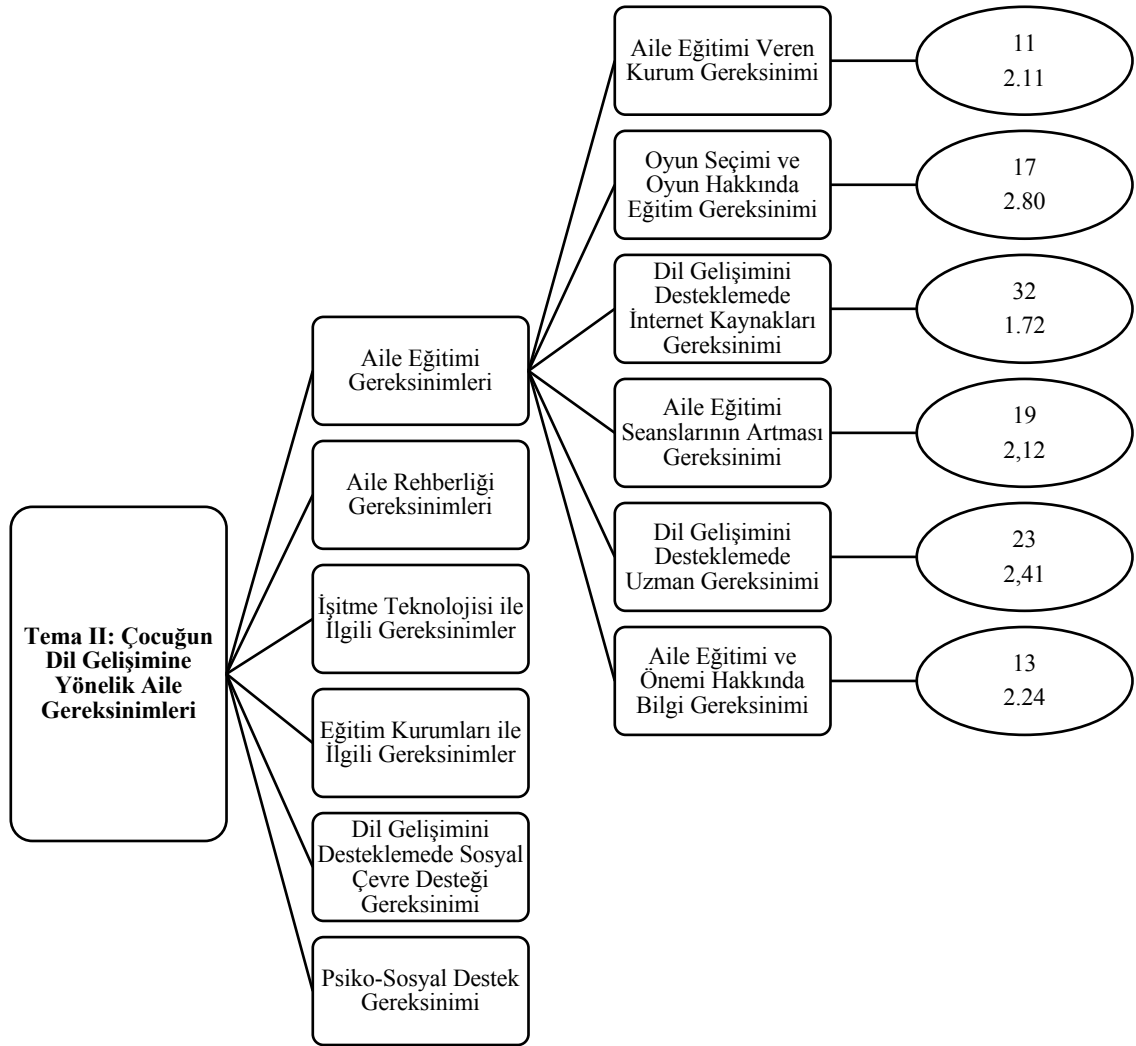 Tema II: Çocuğun
Dil Gelişimine
Yönelik Aile
Gereksinimleri
Aile Eğitimi
Gereksinimleri
Aile Rehberliği
Gereksinimleri
İşitme Teknolojisi ile
İlgili Gereksinimler
Eğitim Kurumları ile
İlgili Gereksinimler
Dil Gelişimini
Desteklemede Sosyal
Çevre Desteği
Gereksinimi
Psiko-Sosyal Destek
Gereksinimi
Aile Eğitimi Veren
Kurum Gereksinimi
11
2.11
Oyun Seçimi ve
Oyun Hakkında
Eğitim Gereksinimi
17
2.80
Dil Gelişimini
Desteklemede
İnternet Kaynakları
Gereksinimi
32
1.72
Aile Eğitimi
Seanslarının Artması
Gereksinimi
19
2,12
Dil Gelişimini
Desteklemede
Uzman Gereksinimi
23
2,41
Aile Eğitimi ve
Önemi Hakkında
Bilgi Gereksinimi
13
2.24